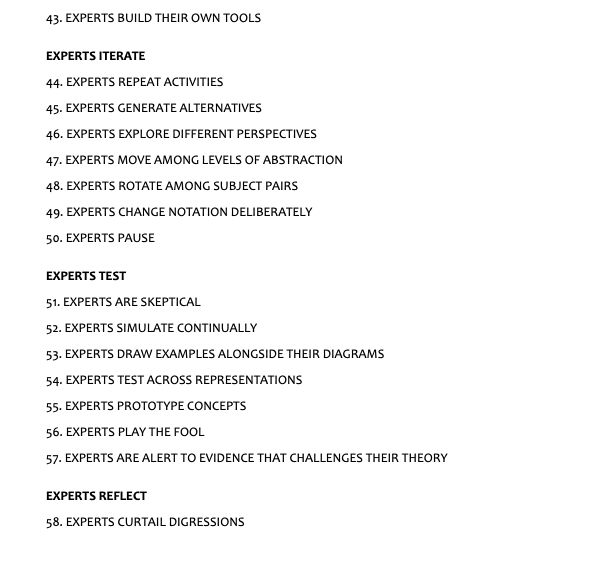 43. EXPERTS BUILD THEIR OWN TOOLS
EXPERTS ITERATE
44. EXPERTS REPEAT ACTIVITIES
45. EXPERTS GENERATE ALTERNATIVES
46. EXPERTS EXPLORE DIFFERENT PERSPECTIVES
47. EXPERTS MOVE AMONG LEVELS OF ABSTRACTION
48. EXPERTS ROTATE AMONG SUBJECT PAIRS
49. EXPERTS CHANGE NOTATION DELIBERATELY
50. EXPERTS PAUSE
EXPERTS TEST
51. EXPERTS ARE SKEPTICAL
52. EXPERTS SIMULATE CONTINUALLY
53. EXPERTS DRAW EXAMPLES ALONGSIDE THEIR DIAGRAMS
54. EXPERTS TEST ACROSS REPRESENTATIONS
55. EXPERTS PROTOTYPE CONCEPTS
56. EXPERTS PLAY THE FOOL
57. EXPERTS ARE ALERT TO EVIDENCE THAT CHALLENGES THEIR THEORY
EXPERTS REFLECT
58. EXPERTS CURTAIL DIGRESSIONS